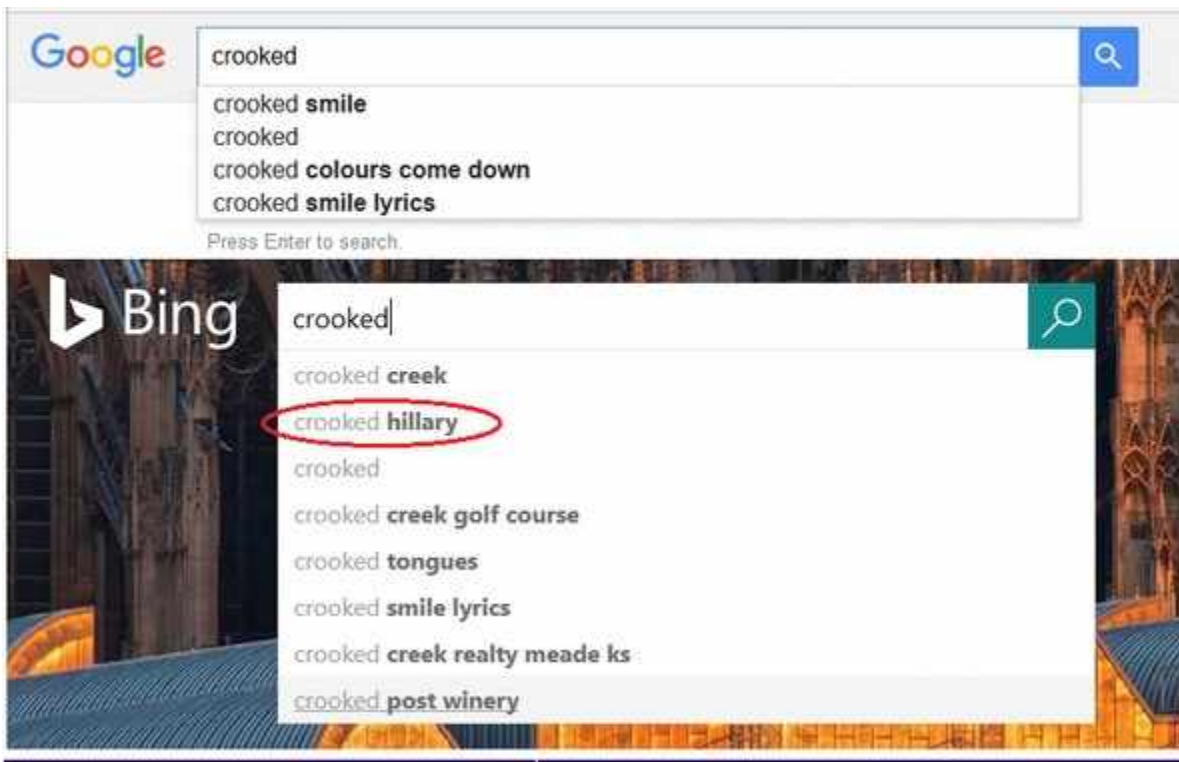 Google
crooked
crooked smile
crooked
crooked colours come down
crooked smile lyrics
Press Enter to search.
Bing
crooked
crooked creek
crooked hillary
crooked
crooked creek golf course
crooked tongues
crooked smile lyrics
crooked creek realty meade ks
crooked post winery